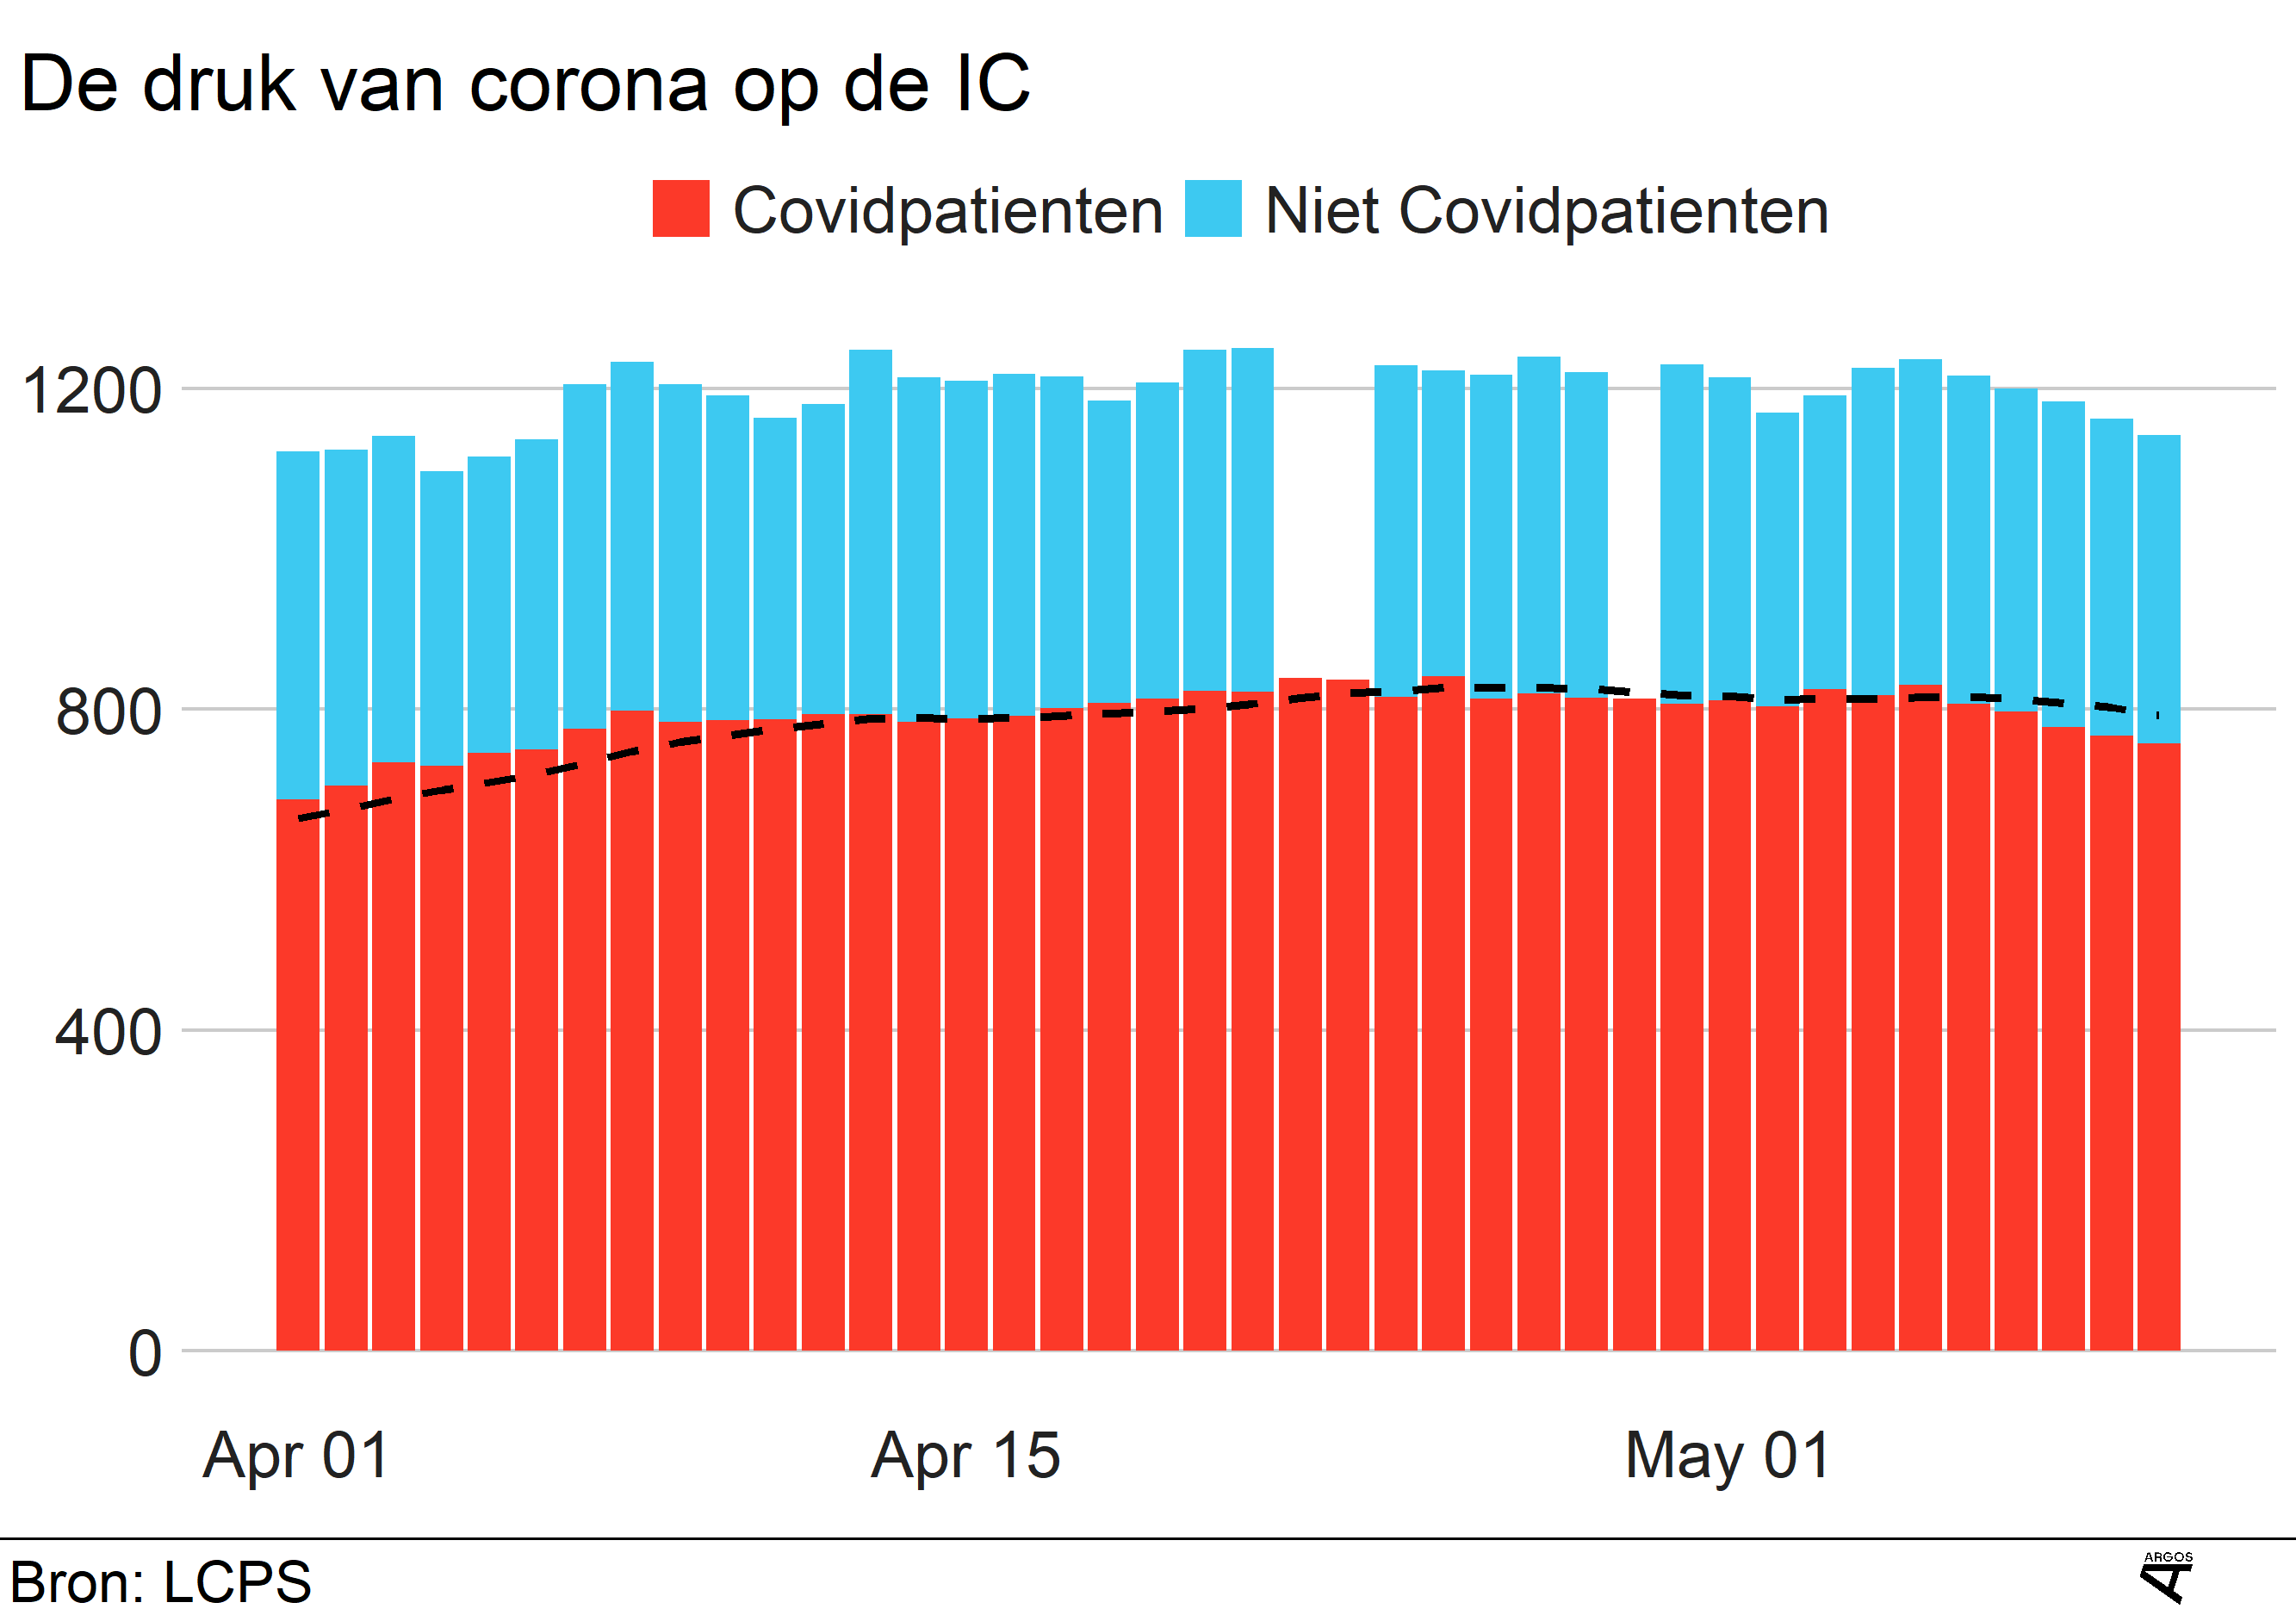 De druk van corona op de IC
Covidpatienten Niet Covidpatienten
1200
800
400
0
Apr 01 Apr 15 May 01
Bron: LCPS
ARGOS
A